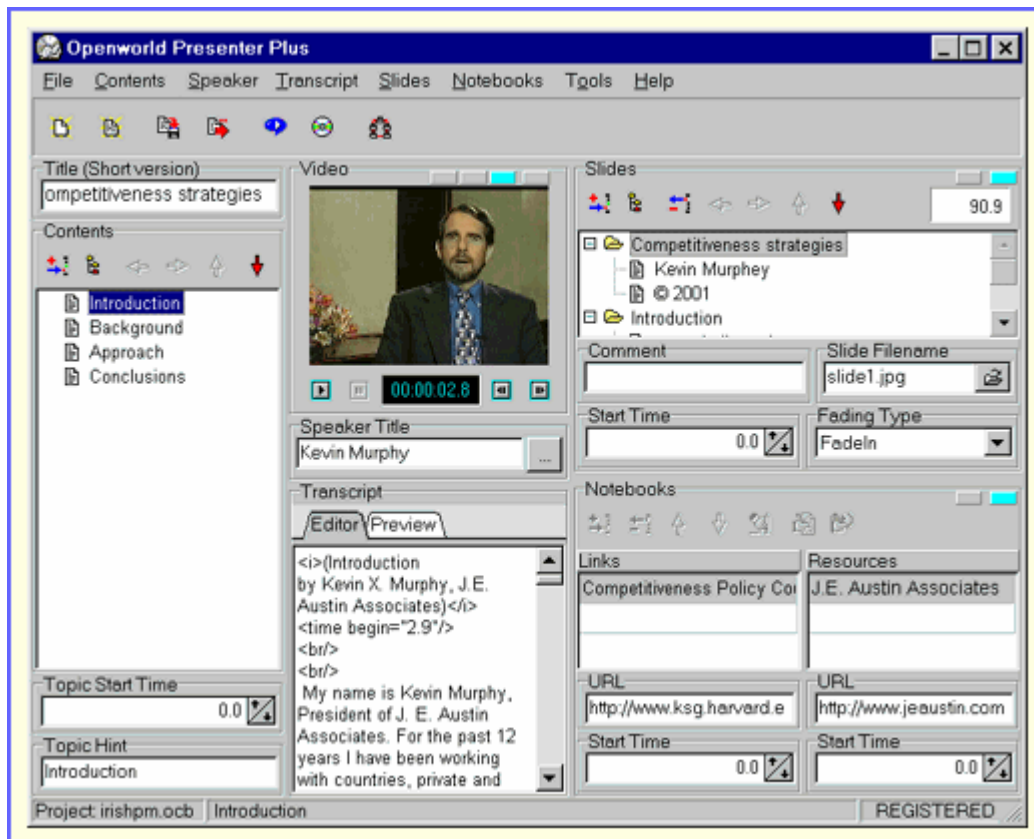 Openworld Presenter Plus
File Contents Speaker Transcript Slides Notebooks Tools Help
Title (Short version)
ompetitiveness strategies
Contents
Introduction
Background
Approach
Conclusions
Topic Start Time
0.0
Topic Hint
Introduction
Video
00:00:02.8
Speaker Title
Kevin Murphy
...
Transcript
Editor Preview
<i>(Introduction
by Kevin X. Murphy, J.E.
Austin Associates)</i>
<time begin="2.9"/>
<br/>
<br/>
My name is Kevin Murphy,
President of J. E. Austin
Associates. For the past 12
years I have been working
with countries, private and
Slides
90.9
Competitiveness strategies
Kevin Murphey
© 2001
Introduction
Comment
Slide Filename
slide1.jpg
Start Time
0.0
Fading Type
FadeIn
Notebooks
Links
Competitiveness Policy Cou
Resources
J.E. Austin Associates
URL
http://www.ksg.harvard.e
URL
http://www.jeaustin.com
Start Time
0.0
Start Time
0.0
Project: irishpm.ocb Introduction REGISTERED